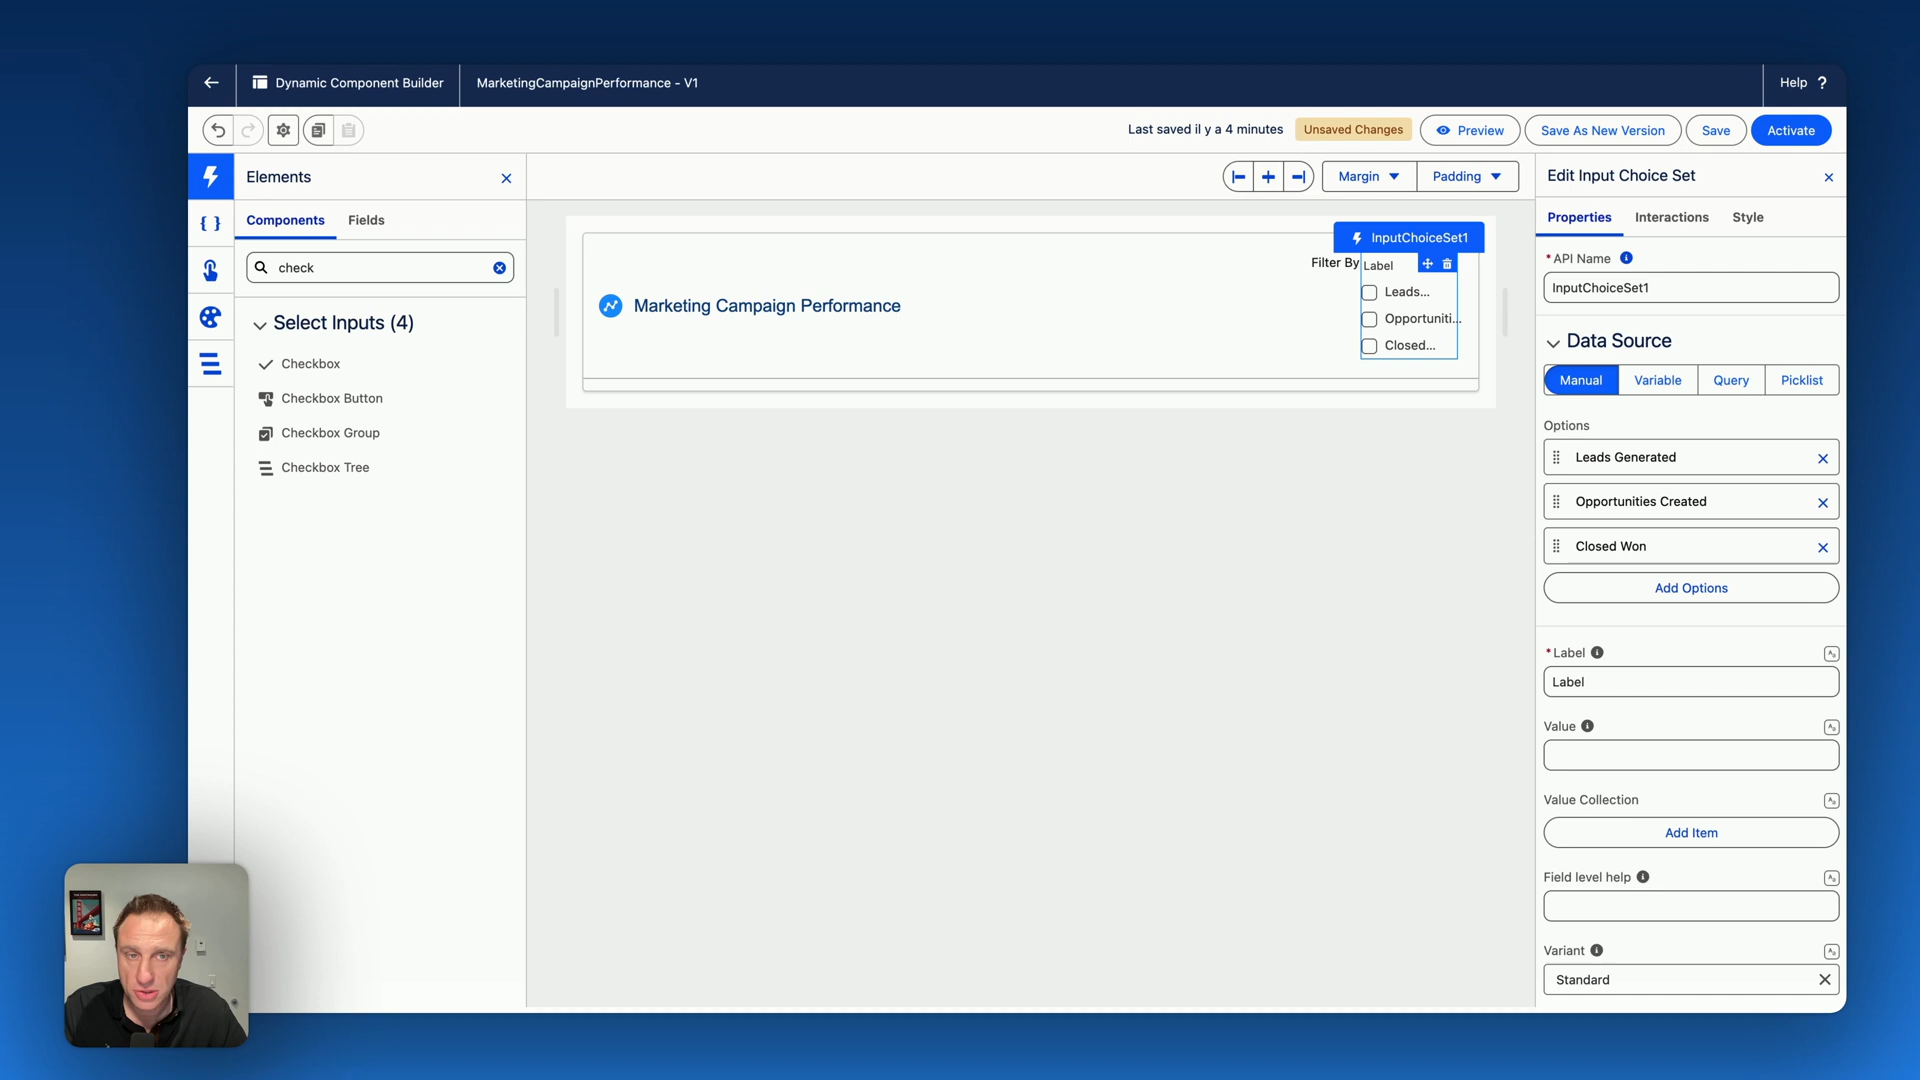 Dynamic Component Builder
MarketingCampaignPerformance - V1
Help ?
Last saved il y a 4 minutes
Unsaved Changes
Preview
Save As New Version
Save
Activate
Elements
Margin
Padding
Edit Input Choice Set
Components
Fields
Properties
Interactions
Style
check
InputChoiceSet1
Filter By
Label
Leads...
Opportuniti...
Closed...
Marketing Campaign Performance
* API Name
InputChoiceSet1
Select Inputs (4)
Checkbox
Checkbox Button
Checkbox Group
Checkbox Tree
Data Source
Manual
Variable
Query
Picklist
Options
Leads Generated
Opportunities Created
Closed Won
Add Options
* Label
Label
Value
Value Collection
Add Item
Field level help
Variant
Standard